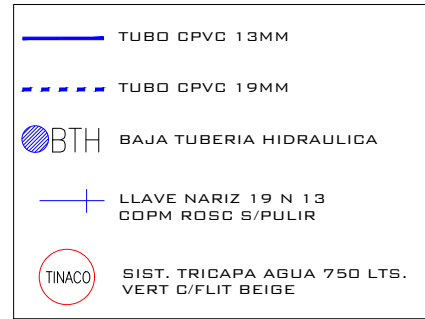 TUBO CPVC 13MM
TUBO CPVC 19MM
BTH BAJA TUBERIA HIDRAULICA
LLAVE NARIZ 19 N 13
COPM ROSC S/PULIR
TINACO
SIST. TRICAPA AGUA 750 LTS.
VERT C/FLIT BEIGE